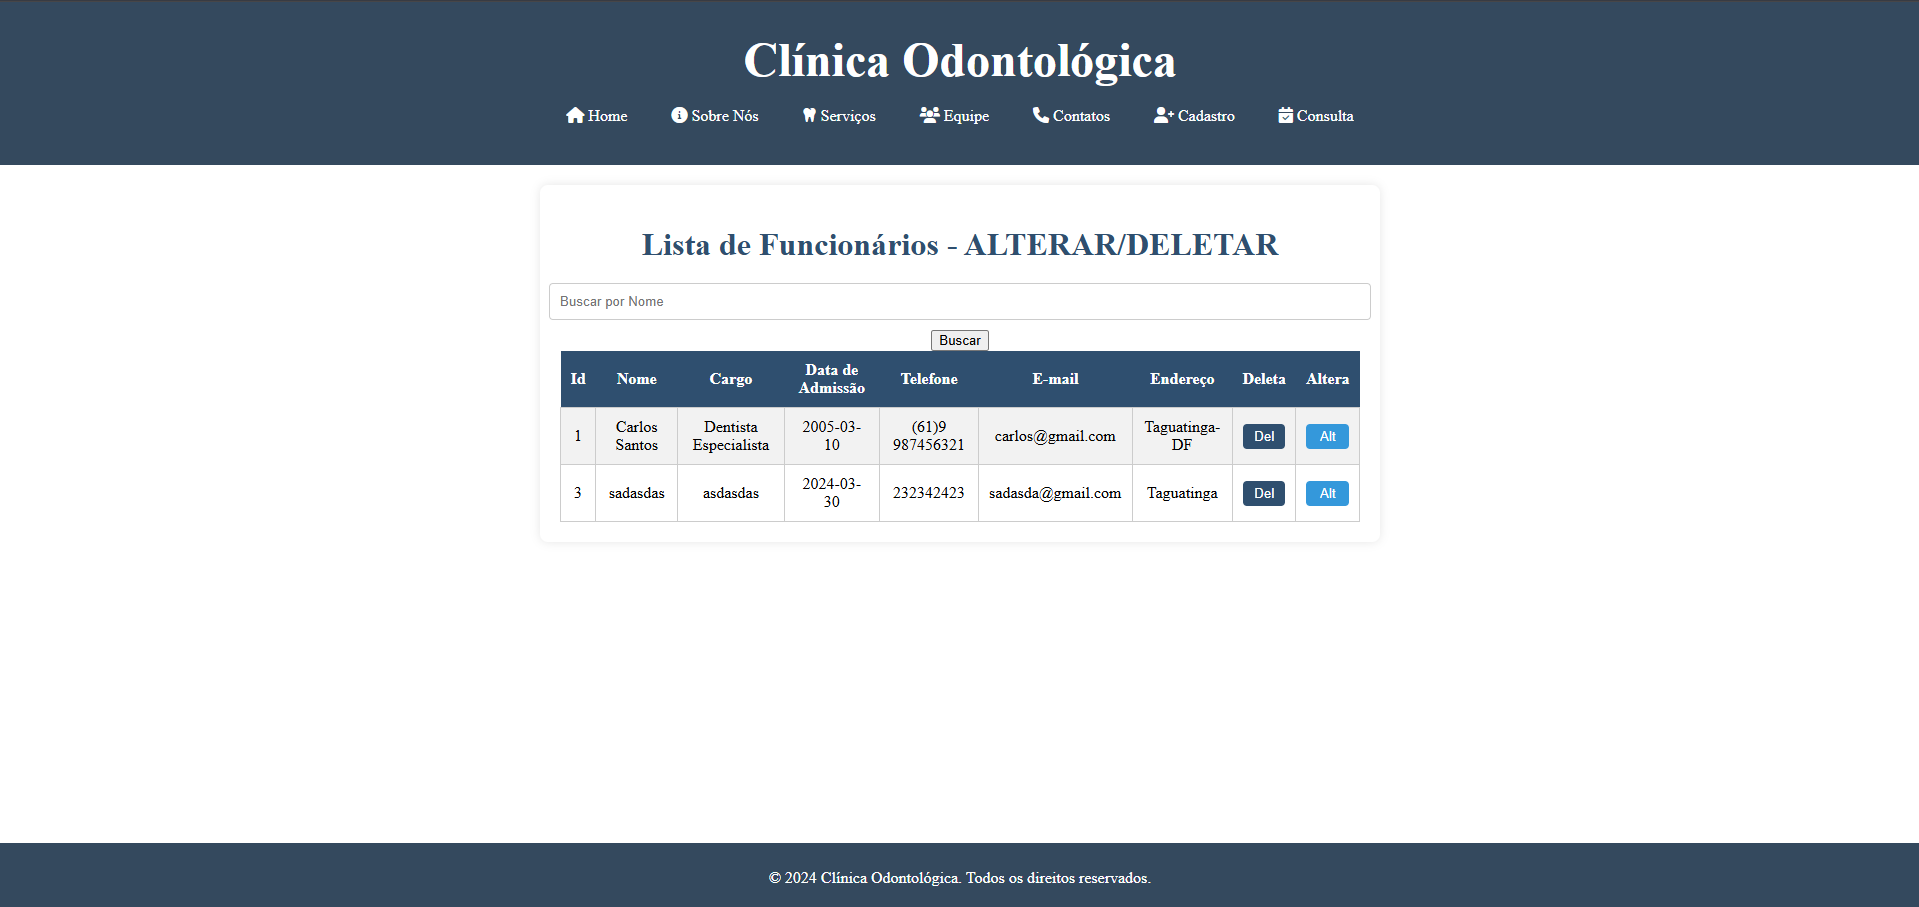 Clínica Odontológica
Home Sobre Nós Serviços Equipe Contatos Cadastro Consulta
Lista de Funcionários - ALTERAR/DELETAR
Buscar por Nome
Buscar
Id Nome Cargo Data de Admissão Telefone E-mail Endereço Deleta Altera
1 Carlos Santos Dentista Especialista 2005-03-10 (61)9 987456321 carlos@gmail.com Taguatinga-DF Del Alt
3 sadasdas asdasdas 2024-03-30 232342423 sadasda@gmail.com Taguatinga Del Alt
© 2024 Clínica Odontológica. Todos os direitos reservados.